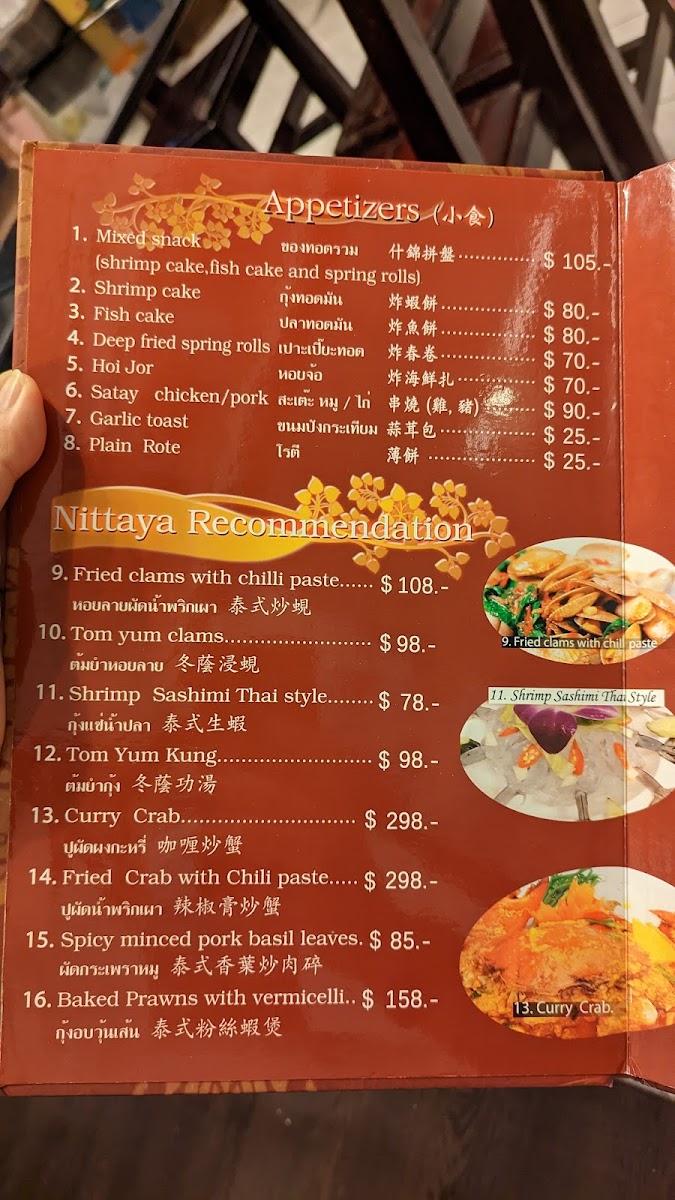 Appetizers (小食)
1. Mixed snack ของทอดรวม 什錦拼盤 $ 105.-
(shrimp cake,fish cake and spring rolls)
2. Shrimp cake กุ้งทอดมัน 炸蝦餅 $ 80.-
3. Fish cake ปลาทอดมัน 炸魚餅 $ 80.-
4. Deep fried spring rolls เปาะเปี๊ยะทอด 炸春卷 $ 70.-
5. Hoi Jor หอยจ้อ 炸海鮮扎 $ 70.-
6. Satay chicken/pork สะเต๊ะ หมู / ไก่ 串燒 (雞, 豬) $ 90.-
7. Garlic toast ขนมปังกระเทียม 蒜茸包 $ 25.-
8. Plain Rote โรตี 薄餅 $ 25.-
Nittaya Recommendation
9. Fried clams with chilli paste...... $ 108.-
หอยลายผัดน้ำพริกเผา 泰式炒蜆
10. Tom yum clams........................ $ 98.-
ต้มยำหอยลาย 冬蔭浸蜆
11. Shrimp Sashimi Thai style........ $ 78.-
กุ้งแช่น้ำปลา 泰式生蝦
12. Tom Yum Kung......................... $ 98.-
ต้มยำกุ้ง 冬蔭功湯
13. Curry Crab.............................. $ 298.-
ปูผัดผงกะหรี่ 咖喱炒蟹
14. Fried Crab with Chili paste..... $ 298.-
ปูผัดน้ำพริกเผา 辣椒膏炒蟹
15. Spicy minced pork basil leaves. $ 85.-
ผัดกระเพราหมู 泰式香葉炒肉碎
16. Baked Prawns with vermicelli.. $ 158.-
กุ้งอบวุ้นเส้น 泰式粉絲蝦煲
9. Fried clams with chili paste
11. Shrimp Sashimi Thai Style
13. Curry Crab.